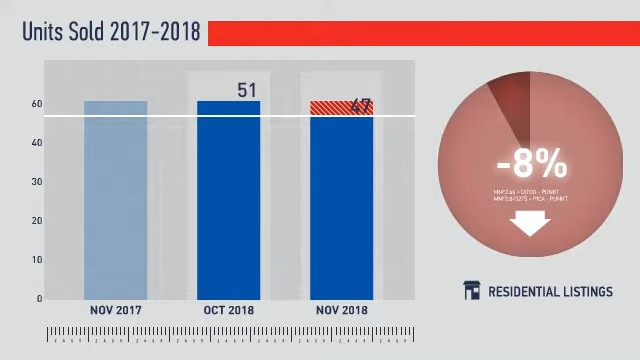 Units Sold 2017-2018
60
40
30
20
10
0
51
47
NOV 2017
OCT 2018
NOV 2018
-8%
RESIDENTIAL LISTINGS